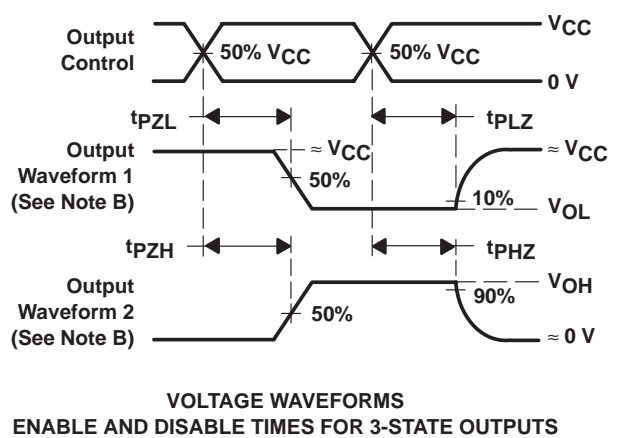 Output
Control
50% VCC
50% VCC
VCC
0 V
tPZL
tPLZ
Output
Waveform 1
(See Note B)
≈ VCC
50%
10%
≈ VCC
VOL
tPZH
tPHZ
Output
Waveform 2
(See Note B)
50%
90%
VOH
≈ 0 V
VOLTAGE WAVEFORMS
ENABLE AND DISABLE TIMES FOR 3-STATE OUTPUTS